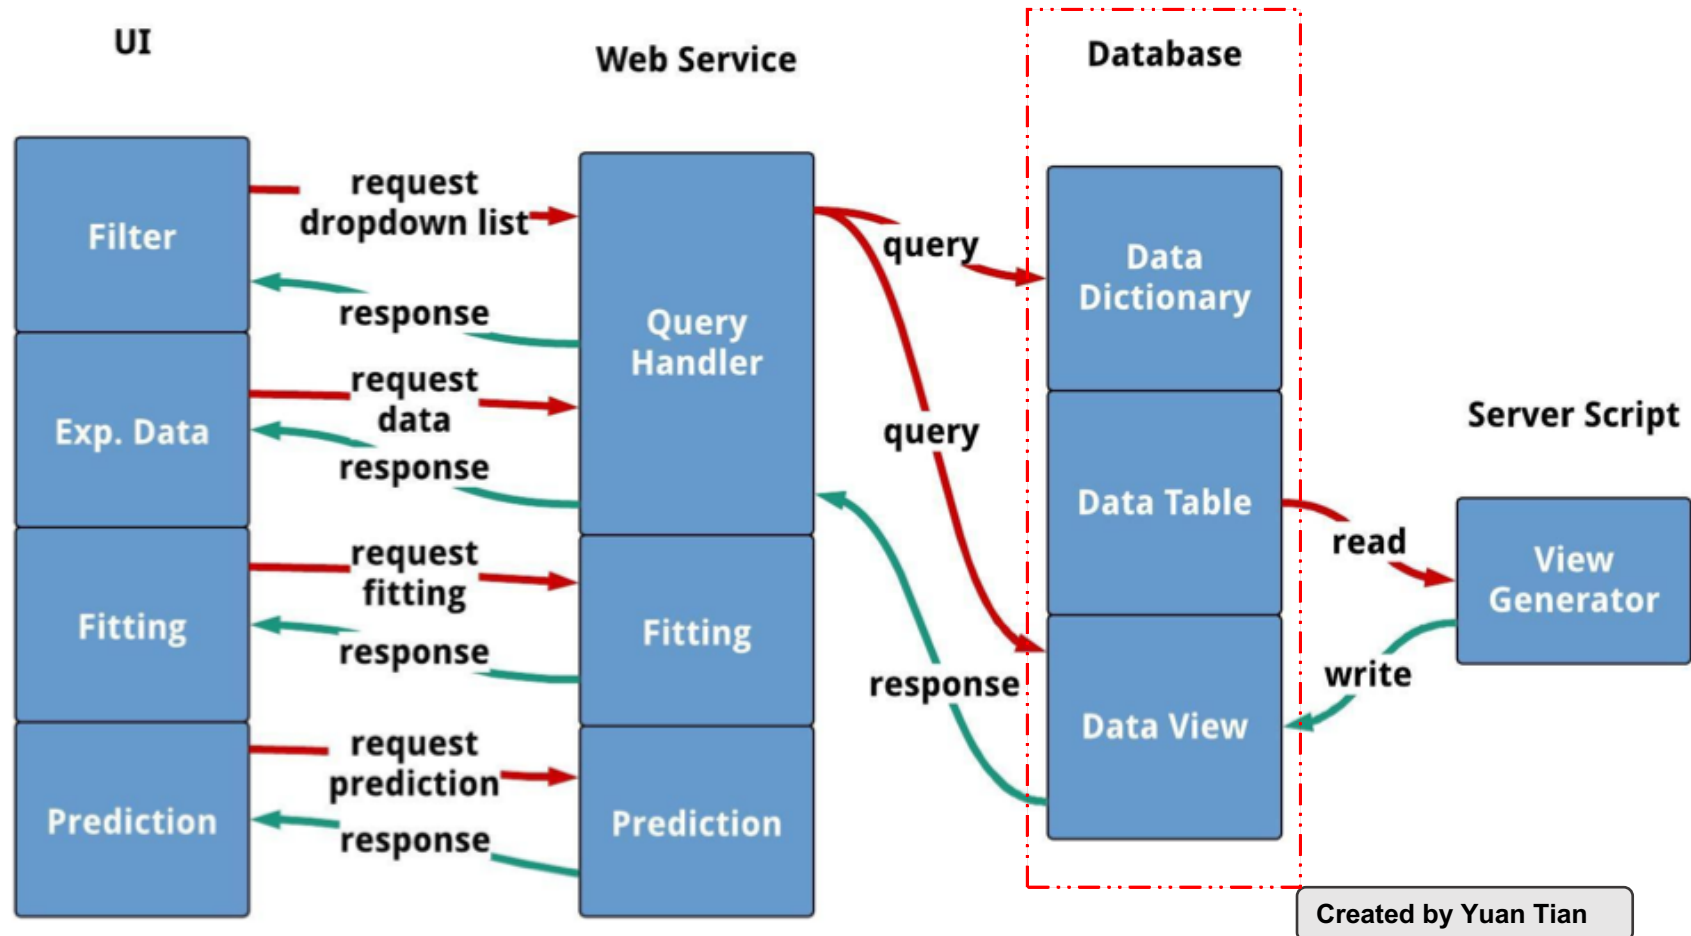 UI
Web Service
Database
Server Script
Filter
Exp. Data
Fitting
Prediction
request
dropdown list
response
request
data
response
request
fitting
response
request
prediction
response
Query
Handler
Fitting
Prediction
query
query
response
Data
Dictionary
Data Table
Data View
read
write
View
Generator
Created by Yuan Tian